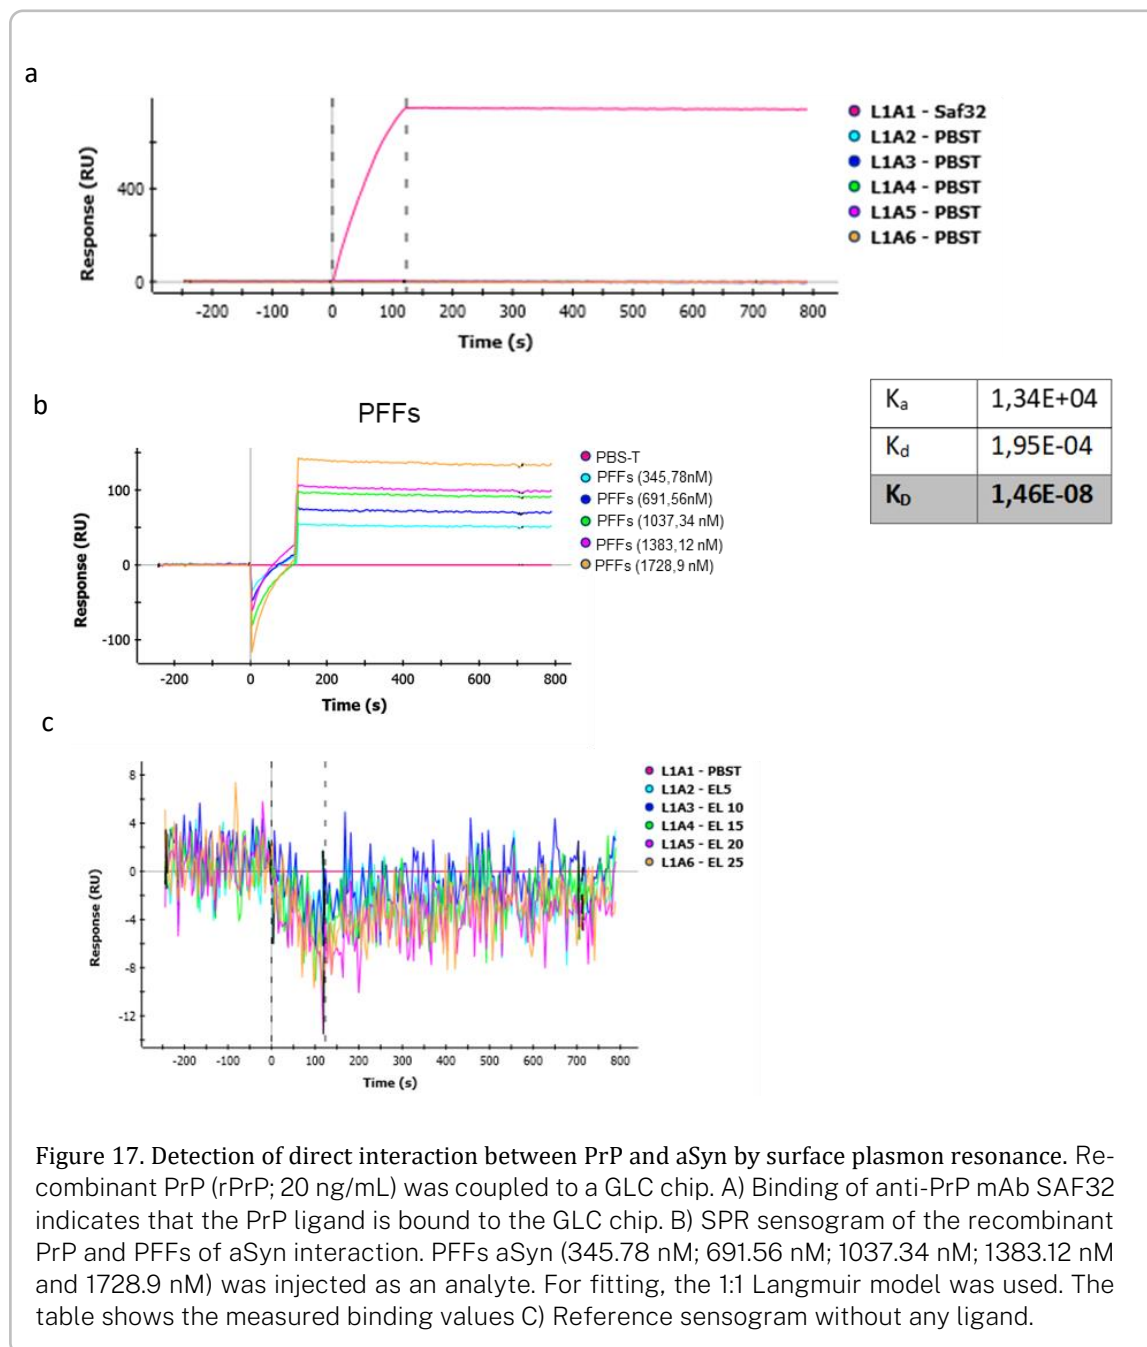 a
Response (RU)
400
0
-200 -100 0 100 200 300 400 500 600 700 800
Time (s)
L1A1 - Saf32
L1A2 - PBST
L1A3 - PBST
L1A4 - PBST
L1A5 - PBST
L1A6 - PBST
b
PFFs
Response (RU)
100
0
-100
-200 0 200 400 600 800
Time (s)
PBS-T
PFFs (345,78nM)
PFFs (691,56nM)
PFFs (1037,34 nM)
PFFs (1383,12 nM)
PFFs (1728,9 nM)
Ka 1,34E+04
Kd 1,95E-04
KD 1,46E-08
c
Response (RU)
8
4
0
-4
-8
-12
-200 -100 0 100 200 300 400 500 600 700 800
Time (s)
L1A1 - PBST
L1A2 - EL5
L1A3 - EL 10
L1A4 - EL 15
L1A5 - EL 20
L1A6 - EL 25
Figure 17. Detection of direct interaction between PrP and aSyn by surface plasmon resonance. Re-
combinant PrP (rPrP; 20 ng/mL) was coupled to a GLC chip. A) Binding of anti-PrP mAb SAF32
indicates that the PrP ligand is bound to the GLC chip. B) SPR sensogram of the recombinant
PrP and PFFs of aSyn interaction. PFFs aSyn (345.78 nM; 691.56 nM; 1037.34 nM; 1383.12 nM
and 1728.9 nM) was injected as an analyte. For fitting, the 1:1 Langmuir model was used. The
table shows the measured binding values C) Reference sensogram without any ligand.